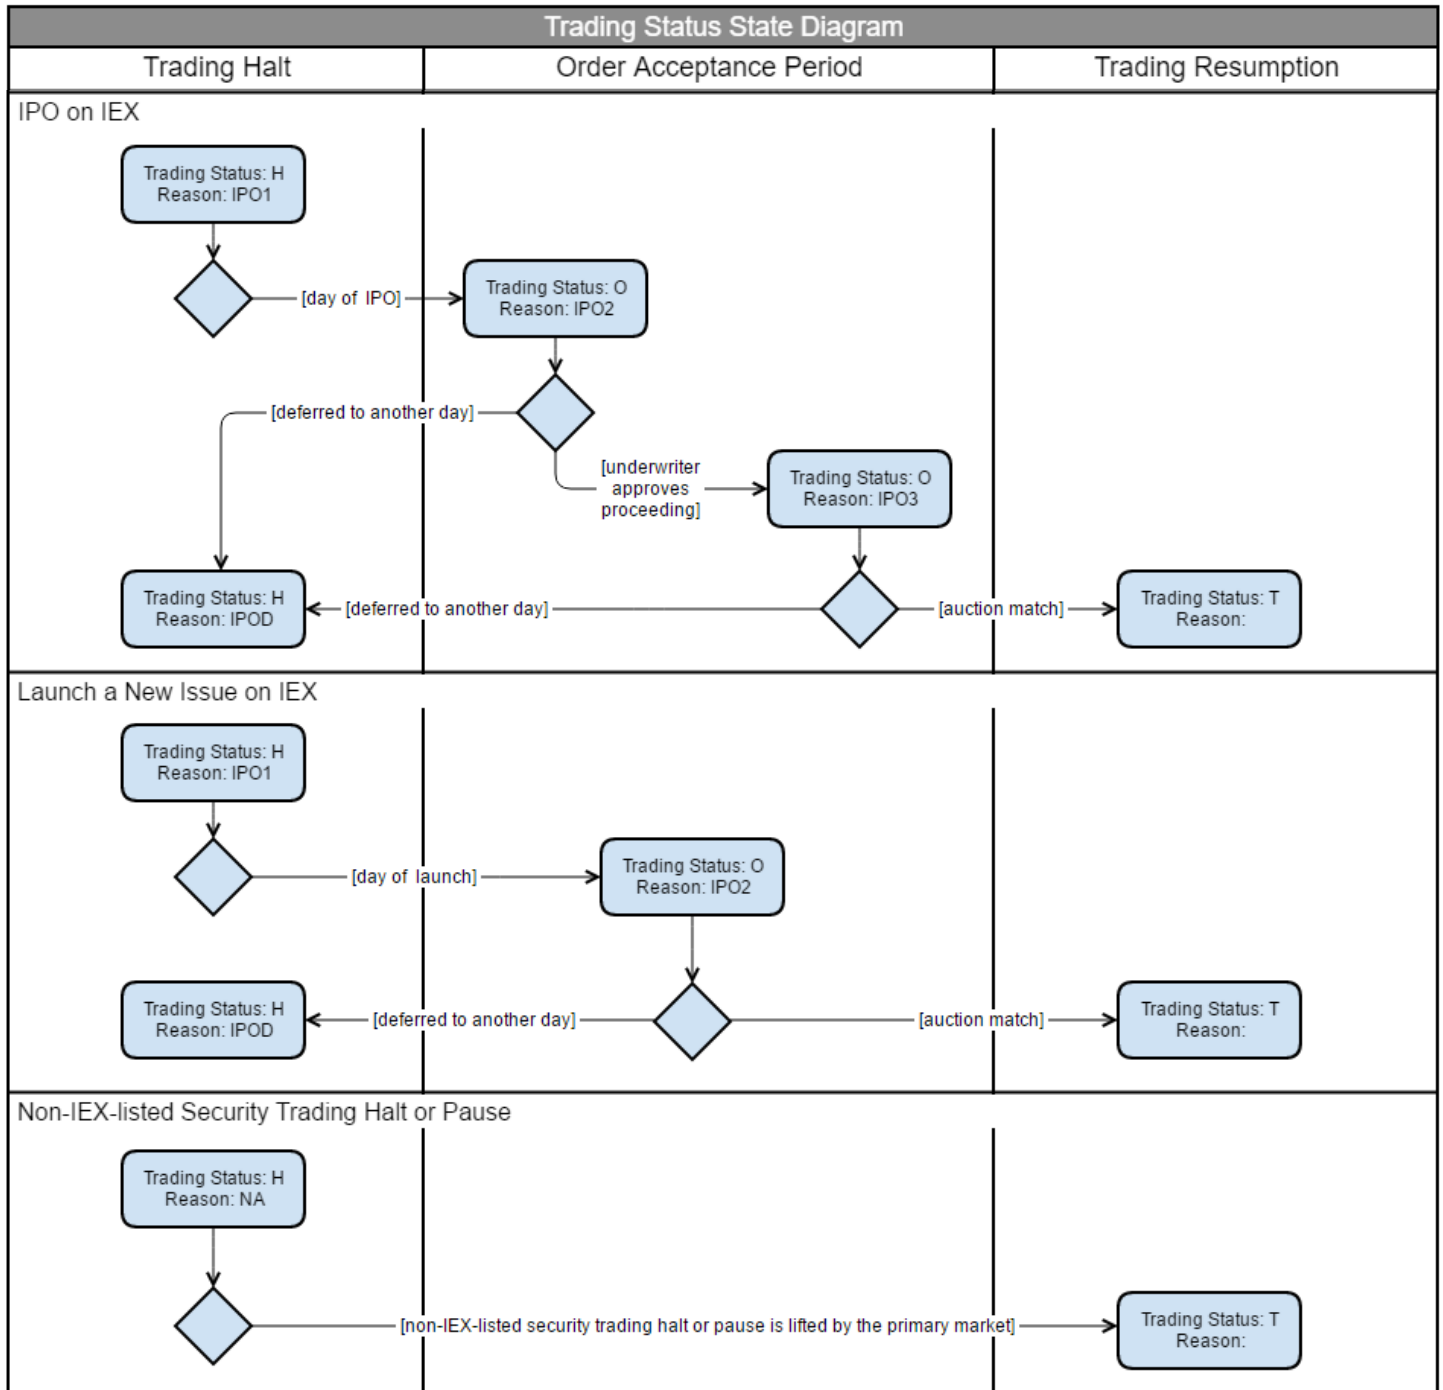 Trading Status State Diagram
Trading Halt
Order Acceptance Period
Trading Resumption
IPO on IEX
Trading Status: H
Reason: IPO1
[day of IPO]
Trading Status: O
Reason: IPO2
[deferred to another day]
[underwriter
approves
proceeding]
Trading Status: O
Reason: IPO3
Trading Status: H
Reason: IPOD
[deferred to another day]
[auction match]
Trading Status: T
Reason:
Launch a New Issue on IEX
Trading Status: H
Reason: IPO1
[day of launch]
Trading Status: O
Reason: IPO2
Trading Status: H
Reason: IPOD
[deferred to another day]
[auction match]
Trading Status: T
Reason:
Non-IEX-listed Security Trading Halt or Pause
Trading Status: H
Reason: NA
[non-IEX-listed security trading halt or pause is lifted by the primary market]
Trading Status: T
Reason: